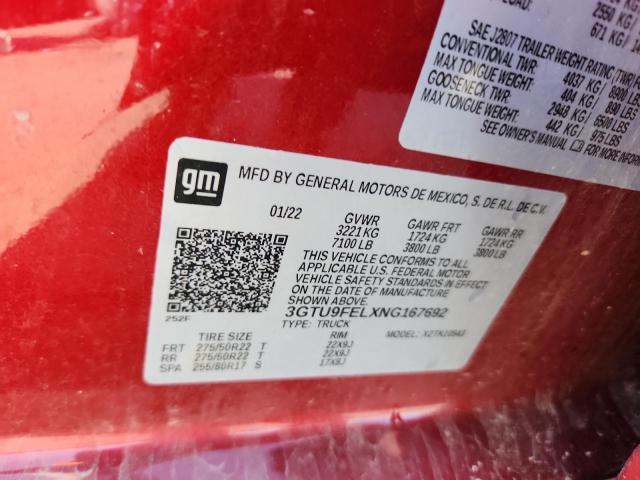 2550 KG
671 KG
SAE J2807 TRAILER WEIGHT RATING (TWR)
CONVENTIONAL TWR: 4037 KG 8900 LBS
MAX TONGUE WEIGHT: 404 KG 890 LBS
GOOSENECK TWR: 2948 KG 6500 LBS
MAX TONGUE WEIGHT: 442 KG 975 LBS
SEE OWNER'S MANUAL FOR MORE INFORMATION
gm
MFD BY GENERAL MOTORS DE MEXICO, S. DE R.L. DE C.V.
01/22 GVWR GAWR FRT GAWR RR
3221 KG 1724 KG 1724 KG
7100 LB 3800 LB 3800 LB
THIS VEHICLE CONFORMS TO ALL
APPLICABLE U.S. FEDERAL MOTOR
VEHICLE SAFETY STANDARDS IN EFFECT
ON THE DATE OF MANUFACTURE
SHOWN ABOVE
3GTU9FELXNG167692
252F
TYPE: TRUCK MODEL:
TIRE SIZE RIM
FRT 275/50R22 T 22X9J
RR 275/50R22 T 22X9J
SPA 255/80R17 S 17X8J